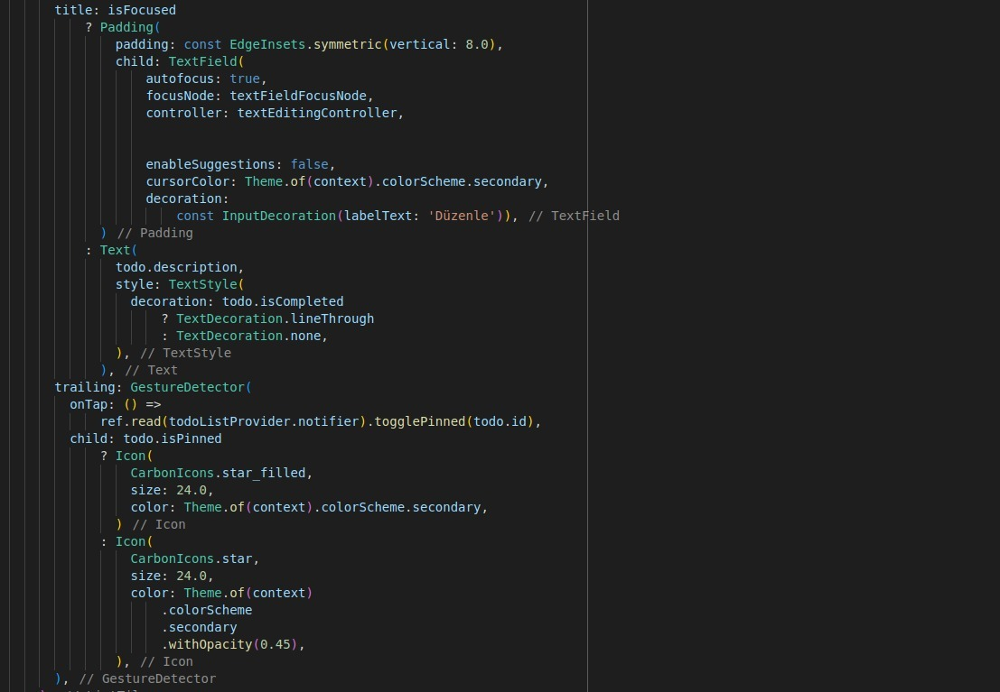 title: isFocused
? Padding(
padding: const EdgeInsets.symmetric(vertical: 8.0),
child: TextField(
autofocus: true,
focusNode: textFieldFocusNode,
controller: textEditingController,
enableSuggestions: false,
cursorColor: Theme.of(context).colorScheme.secondary,
decoration:
const InputDecoration(labelText: 'Düzenle')), // TextField
) // Padding
: Text(
todo.description,
style: TextStyle(
decoration: todo.isCompleted
? TextDecoration.lineThrough
: TextDecoration.none,
), // TextStyle
), // Text
trailing: GestureDetector(
onTap: () =>
ref.read(todoListProvider.notifier).togglePinned(todo.id),
child: todo.isPinned
? Icon(
CarbonIcons.star_filled,
size: 24.0,
color: Theme.of(context).colorScheme.secondary,
) // Icon
: Icon(
CarbonIcons.star,
size: 24.0,
color: Theme.of(context)
.colorScheme
.secondary
.withOpacity(0.45),
), // Icon
), // GestureDetector